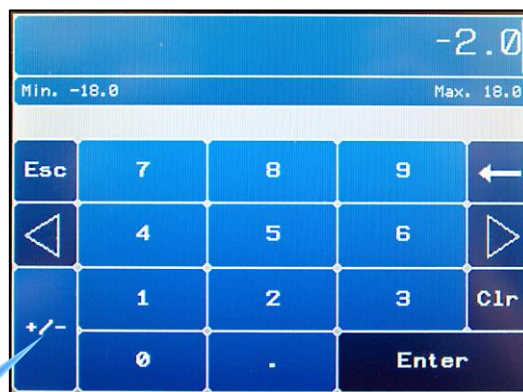 -2.0
Min. -18.0 Max. 18.0
Esc 7 8 9
4 5 6
+/- 1 2 3 Clr
0 . Enter